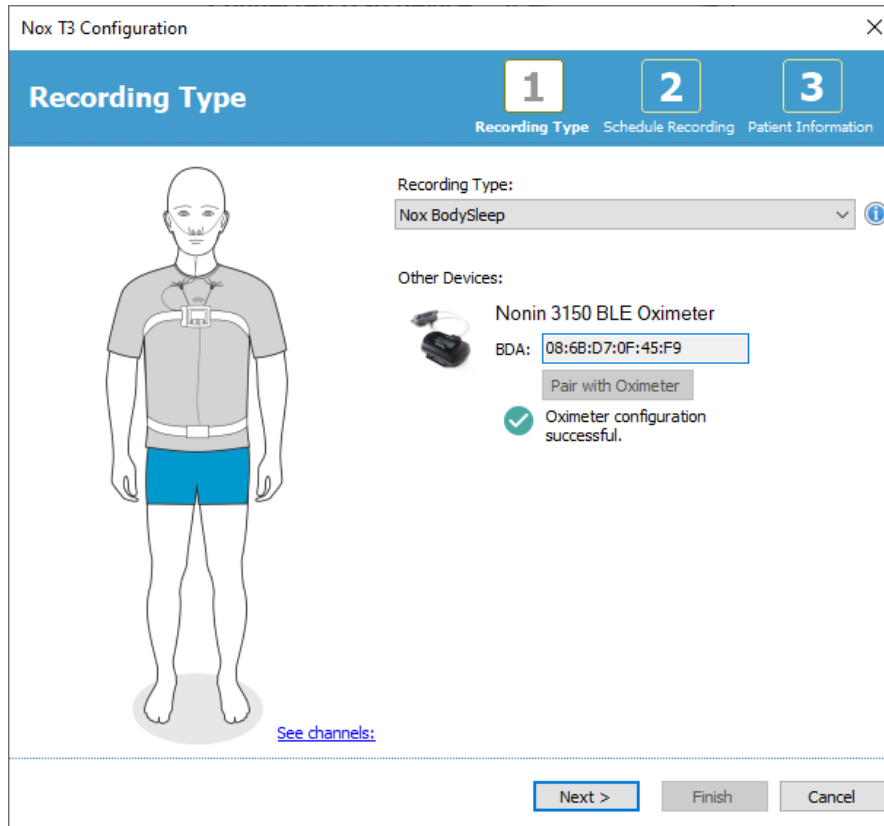 Nox T3 Configuration
Recording Type
1
Recording Type
2
Schedule Recording
3
Patient Information
Recording Type:
Nox BodySleep
Other Devices:
Nonin 3150 BLE Oximeter
BDA: 08:6B:D7:0F:45:F9
Pair with Oximeter
Oximeter configuration
successful.
See channels:
Next >
Finish
Cancel